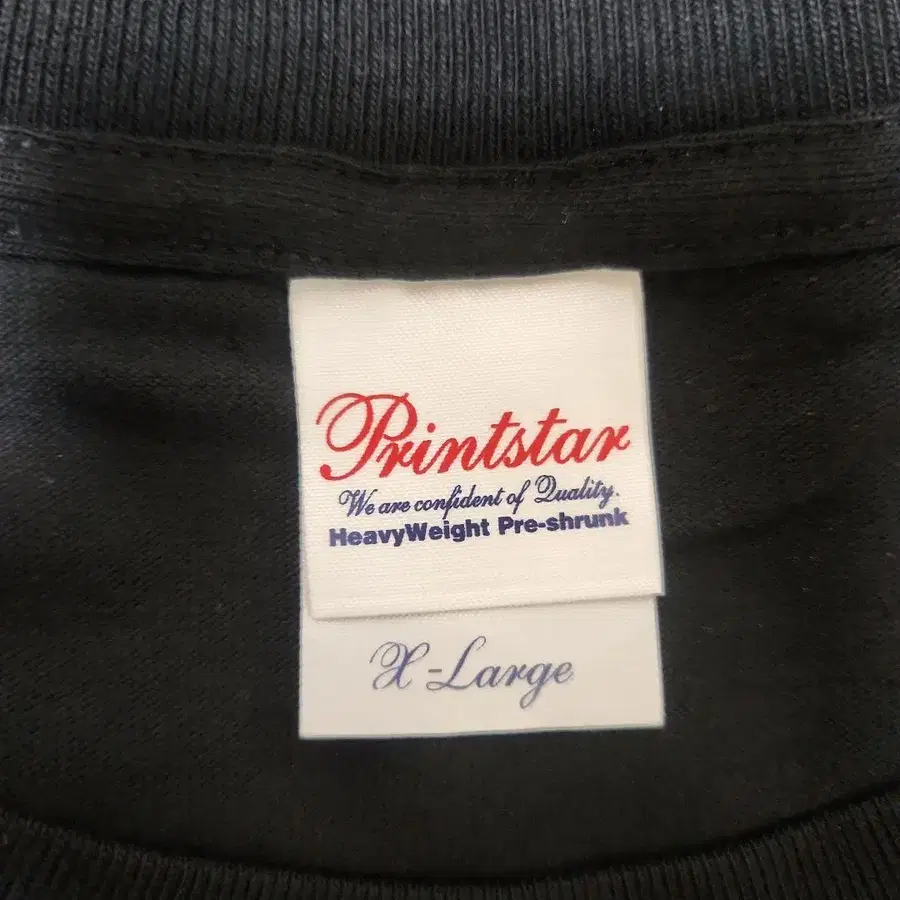 Printstar
We are confident of Quality.
HeavyWeight Pre-shrunk
X-Large